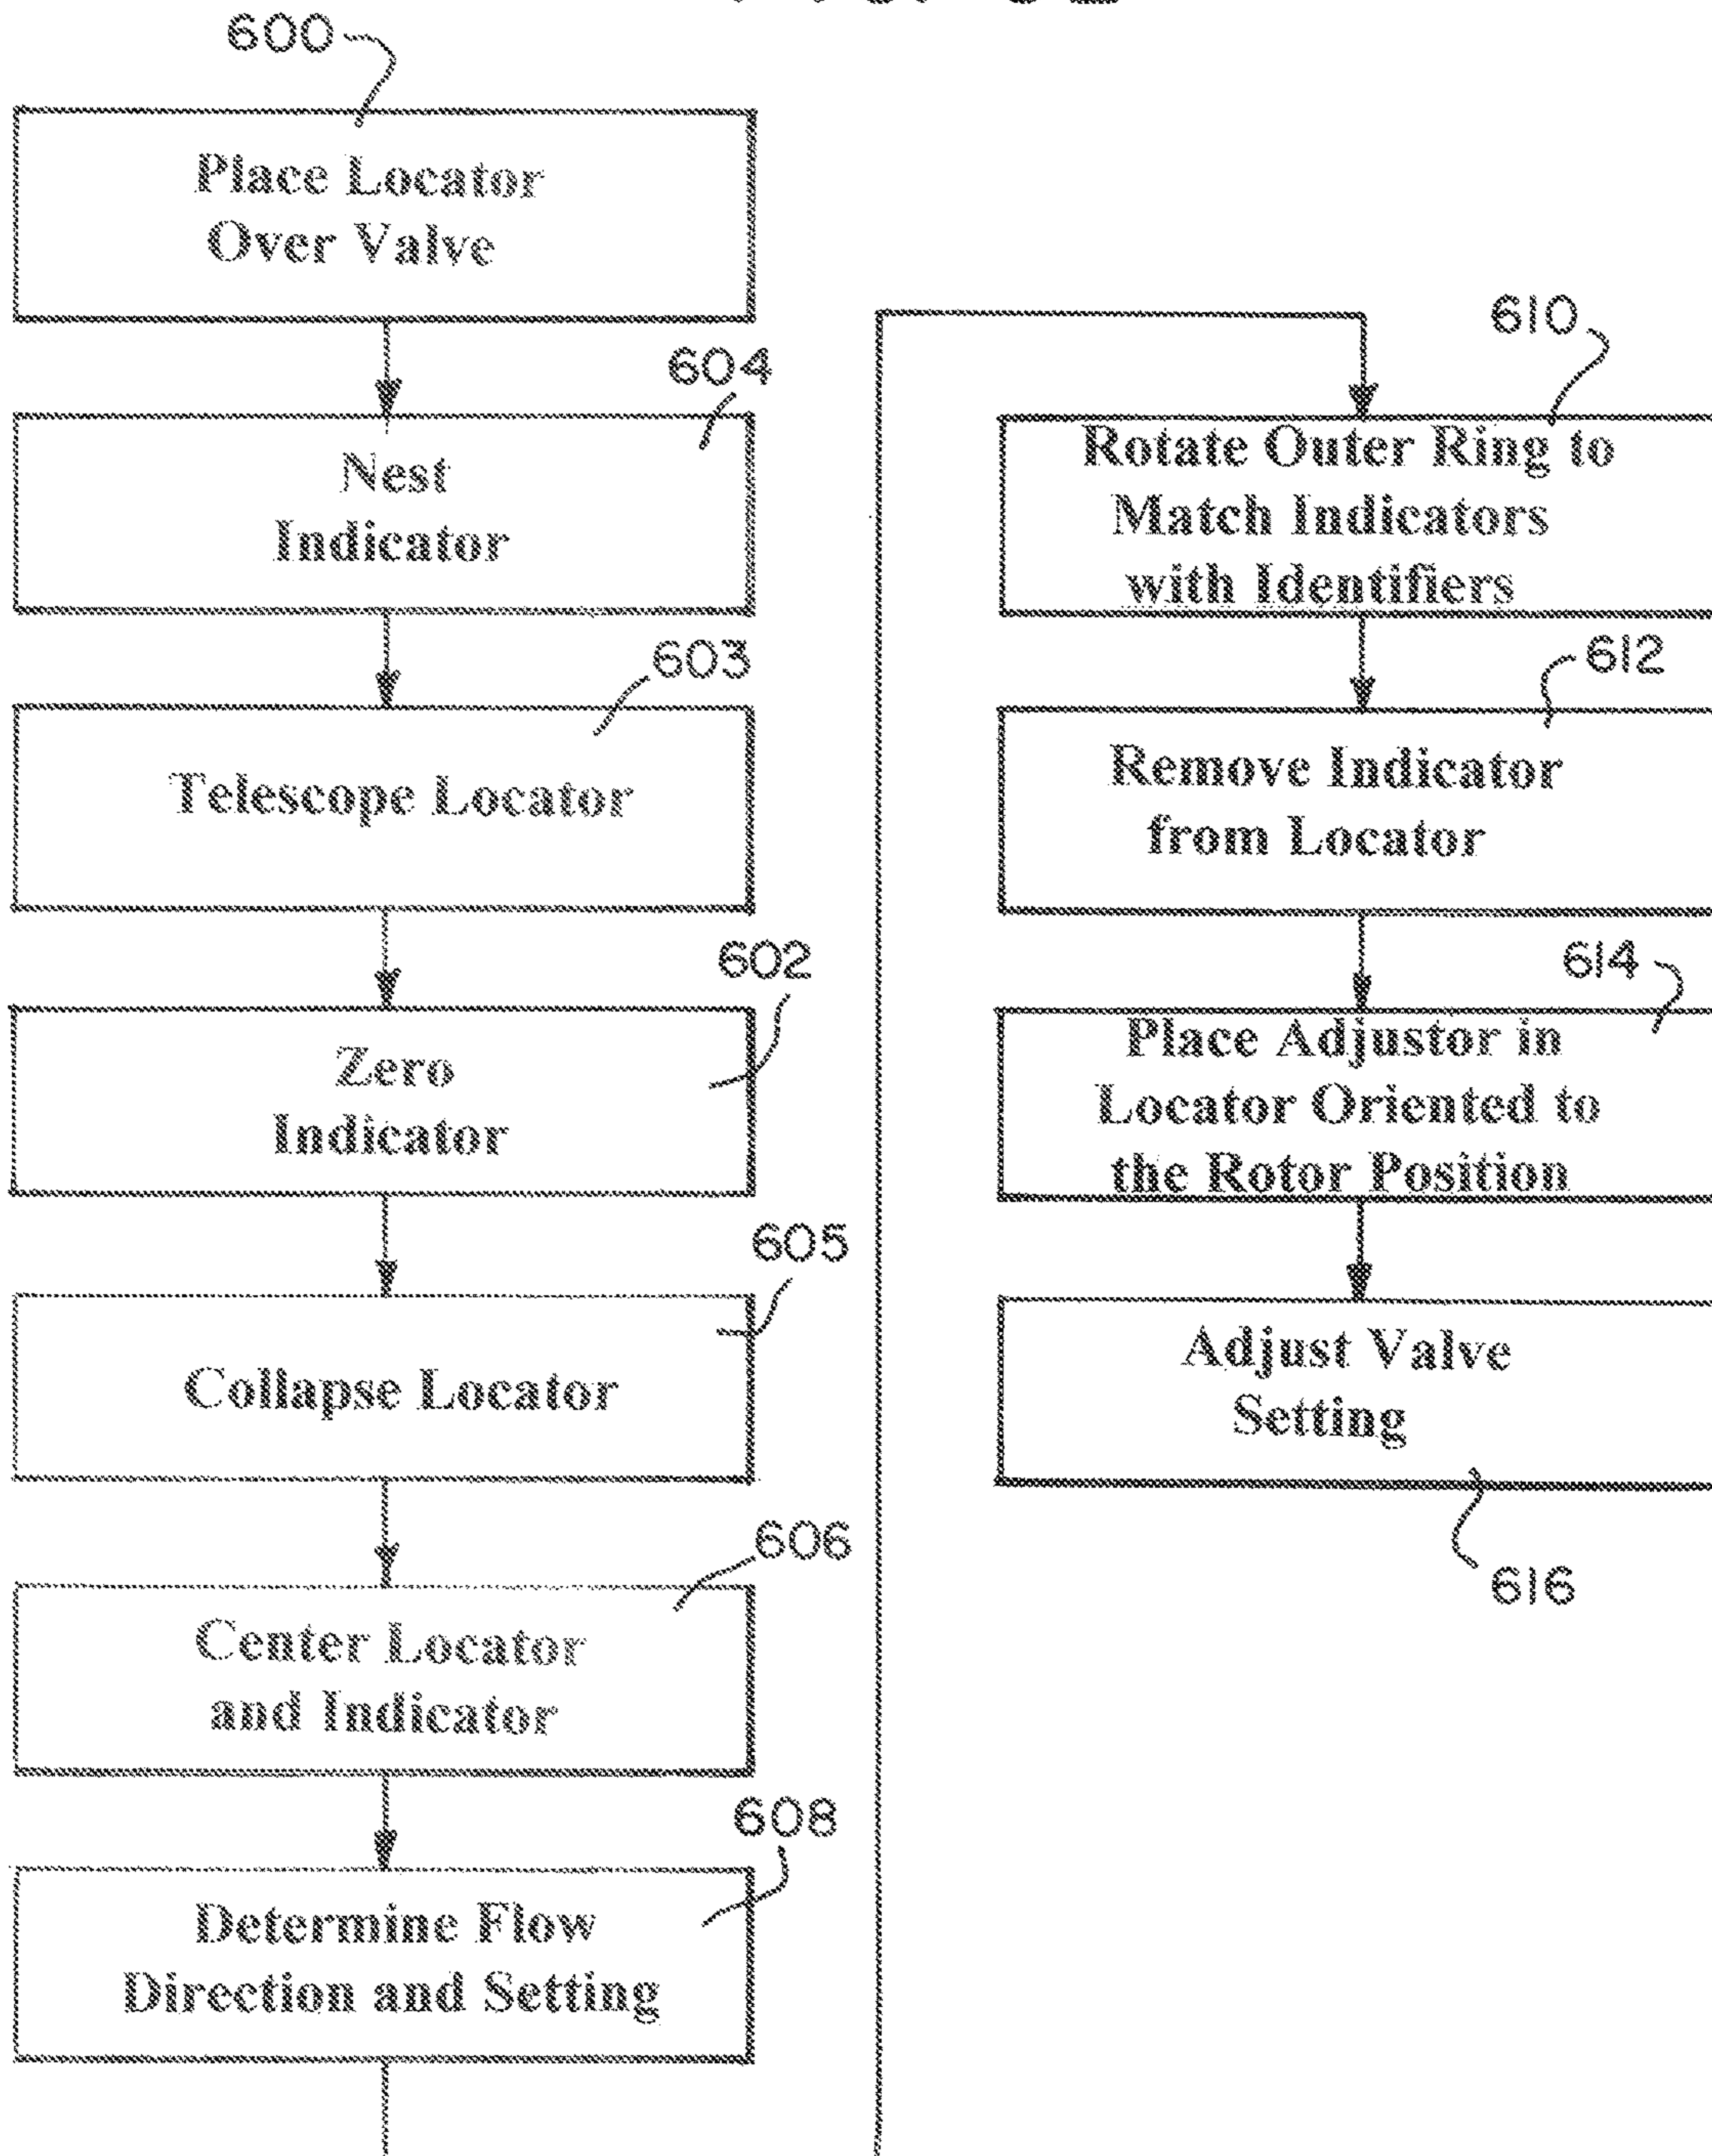 600
Place Locator
Over Valve
604
Nest
Indicator
603
Telescope Locator
602
Zero
Indicator
605
Collapse Locator
606
Center Locator
and Indicator
608
Determine Flow
Direction and Setting
610
Rotate Outer Ring to
Match Indicators
with Identifiers
612
Remove Indicator
from Locator
614
Place Adjustor in
Locator Oriented to
the Rotor Position
Adjust Valve
Setting
616